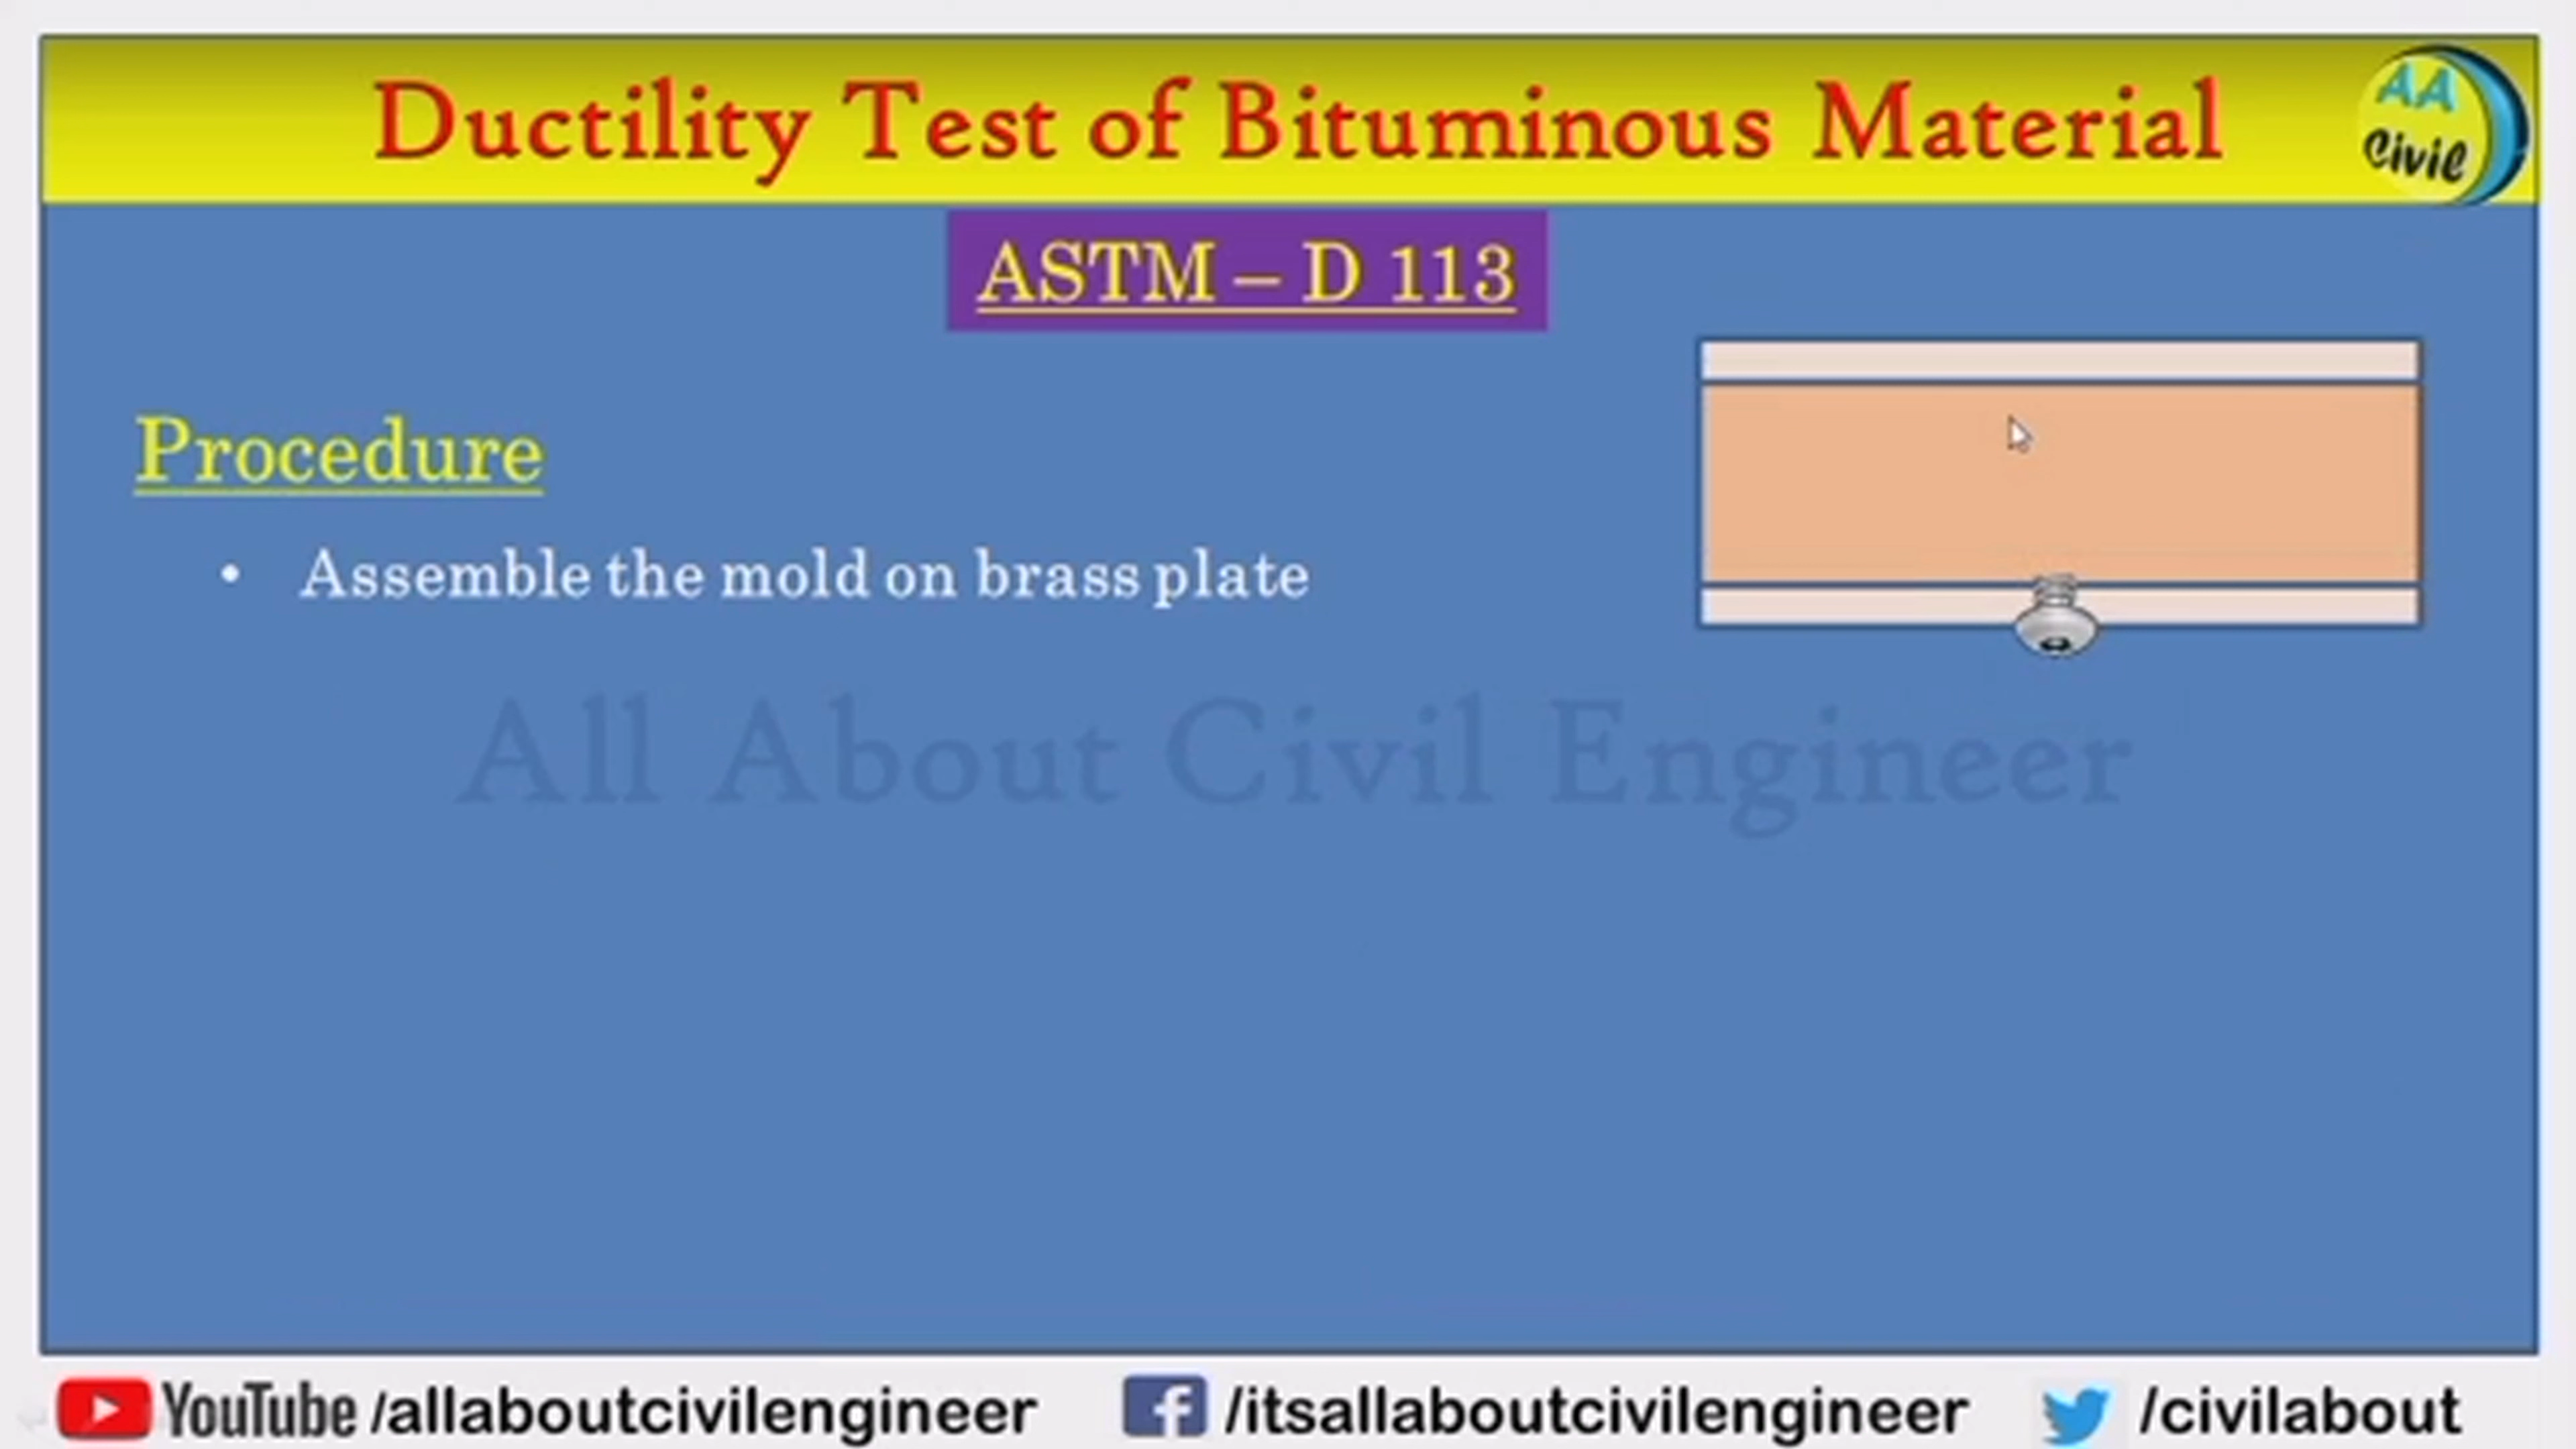 Ductility Test of Bituminous Material
AA
Civil
ASTM – D 113
Procedure
• Assemble the mold on brass plate
All About Civil Engineer
YouTube /allaboutcivilengineer
f /itsallaboutcivilengineer
/civilabout